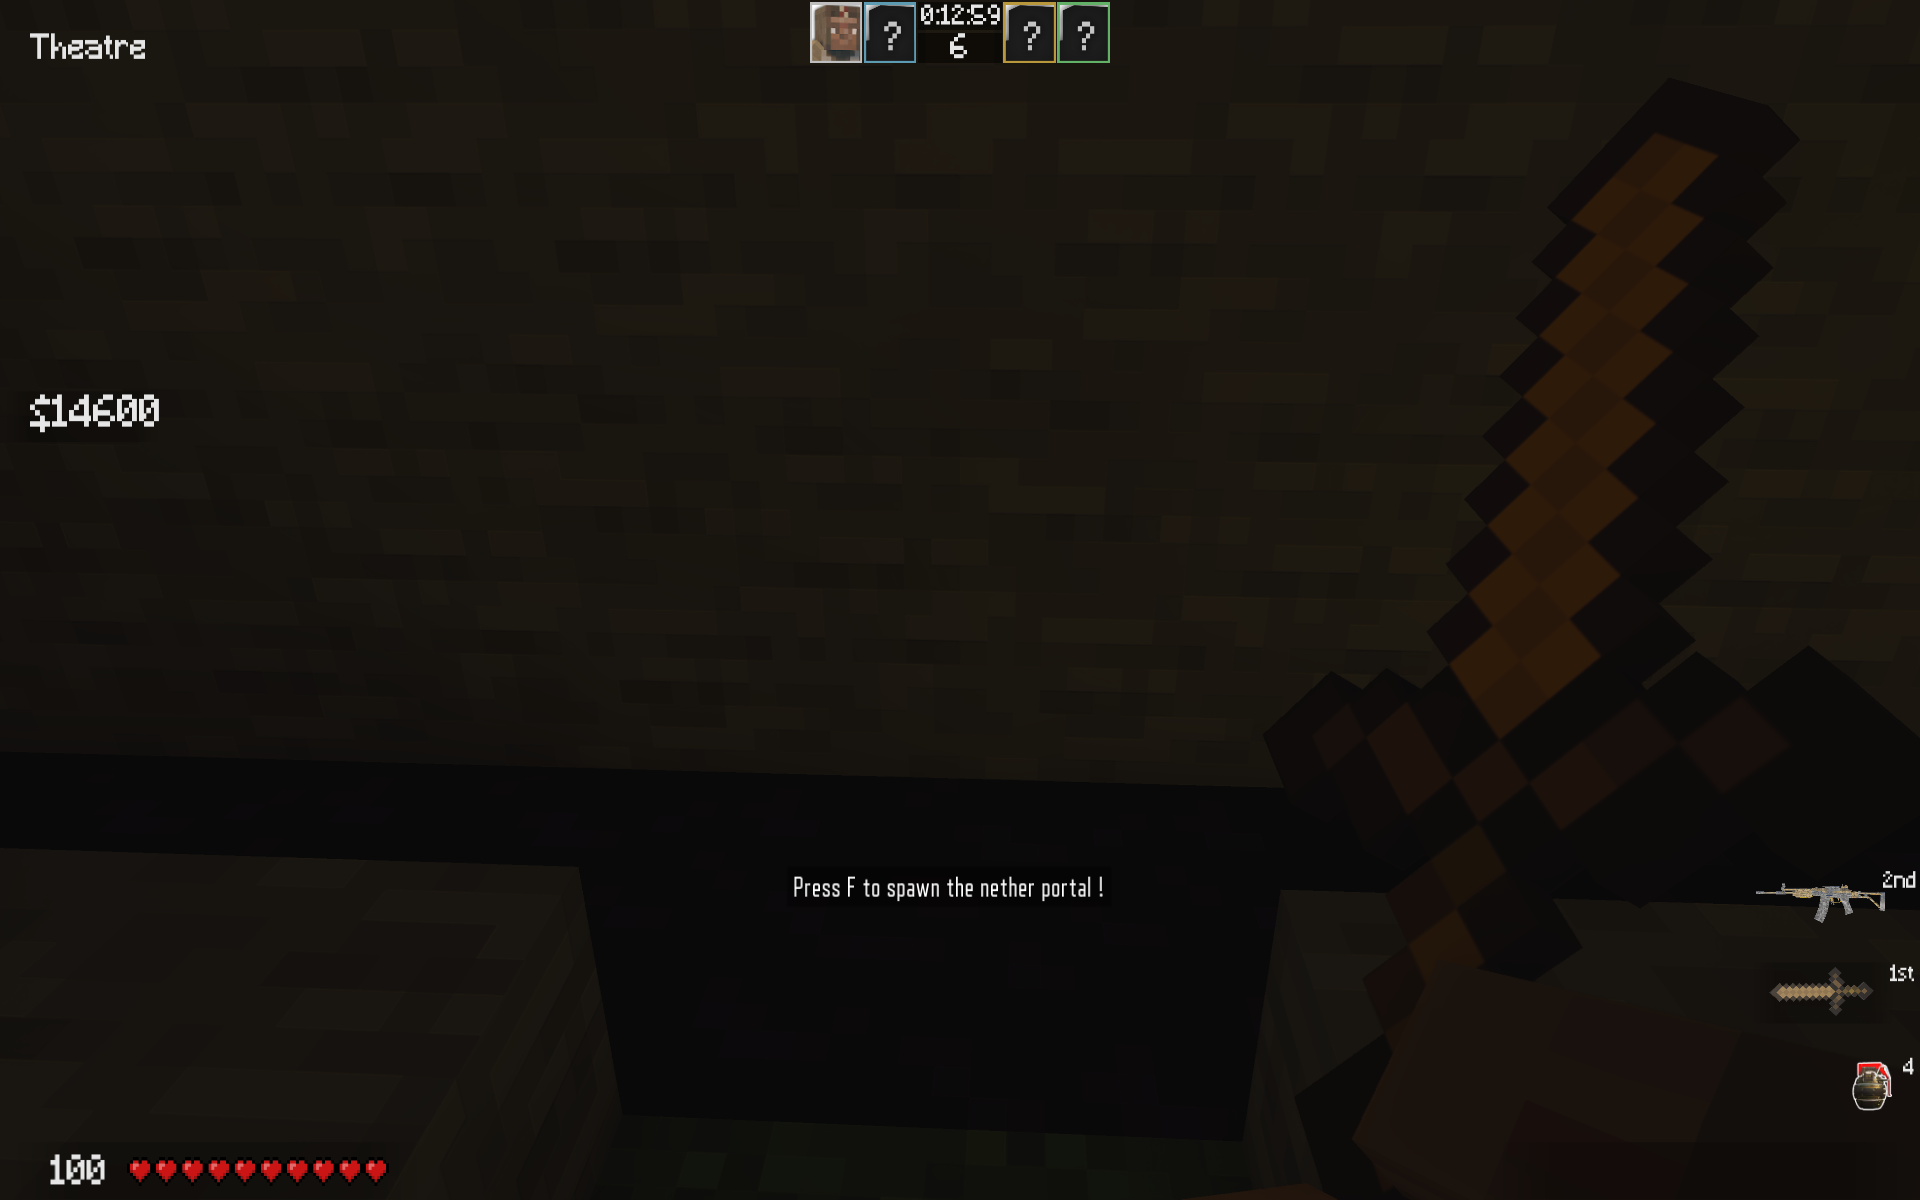 Theatre
?
0:12:59
6
?
?
$14600
Press F to spawn the nether portal !
2nd
1st
4
100